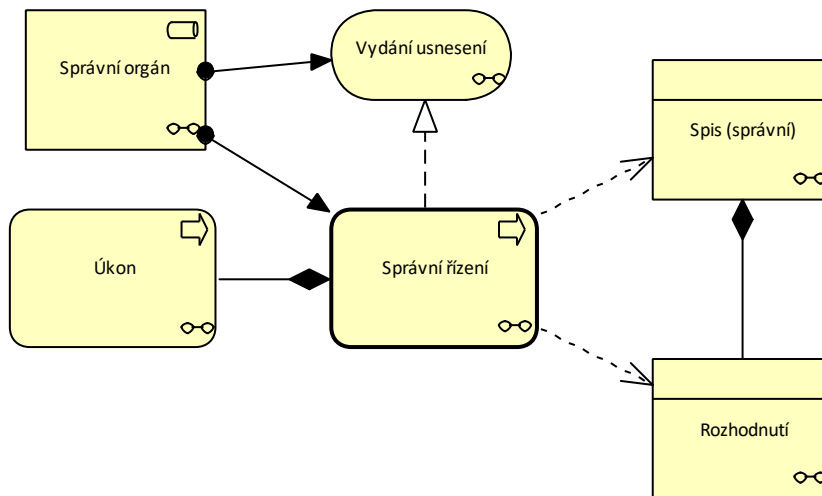 Správní orgán
Vydání usnesení
Spis (správní)
Úkon
Správní řízení
Rozhodnutí